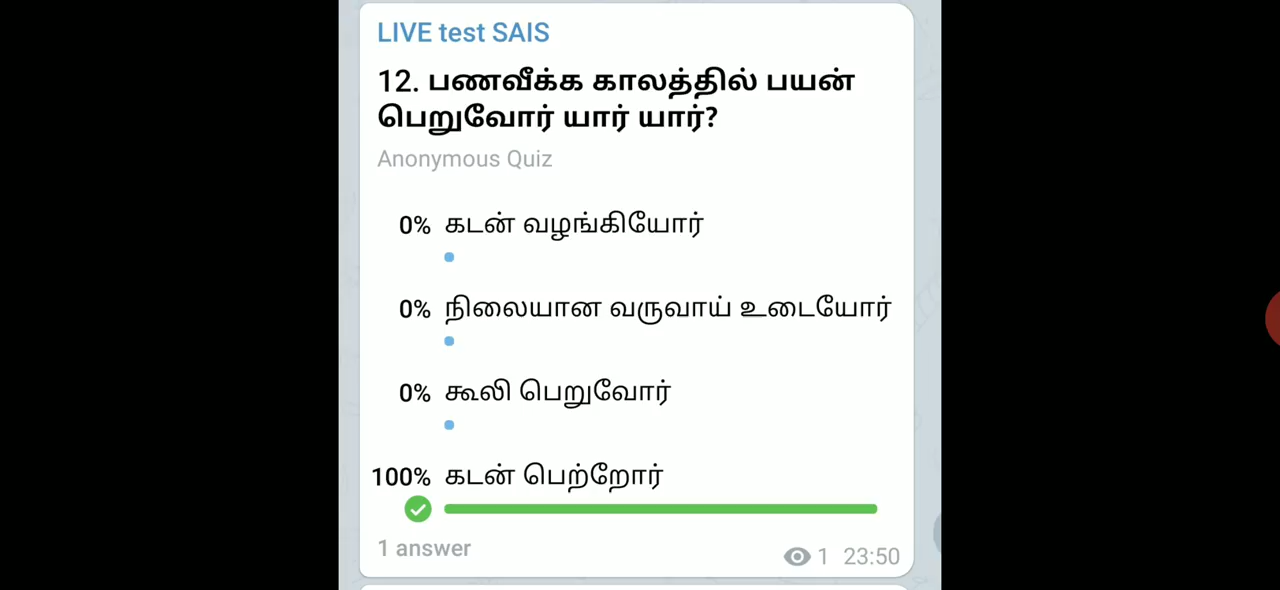 LIVE test SAIS
12. பணவீக்க காலத்தில் பயன்
பெறுவோர் யார் யார்?
Anonymous Quiz
0% கடன் வழங்கியோர்
0% நிலையான வருவாய் உடையோர்
0% கூலி பெறுவோர்
100% கடன் பெற்றோர்
1 answer 1 23:50